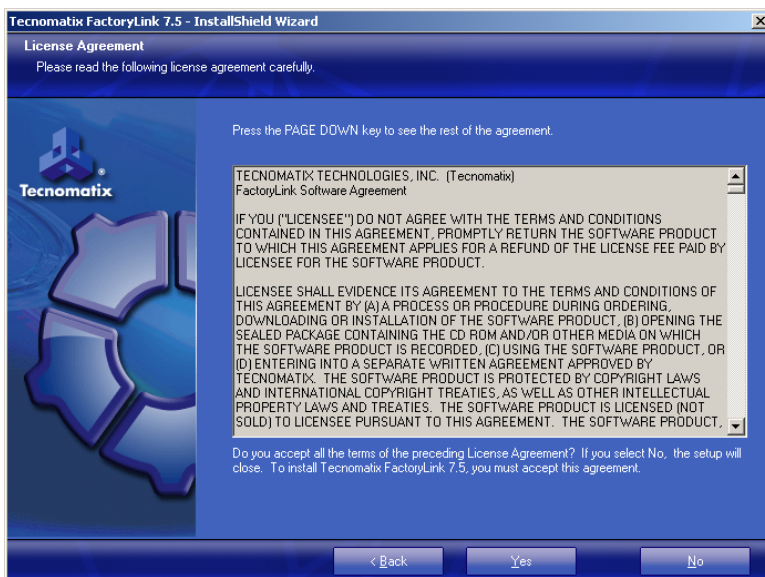 Tecnomatix FactoryLink 7.5 - InstallShield Wizard
License Agreement
Please read the following license agreement carefully.
Tecnomatix
Press the PAGE DOWN key to see the rest of the agreement.
TECNOMATIX TECHNOLOGIES, INC. (Tecnomatix)
FactoryLink Software Agreement
IF YOU ("LICENSEE") DO NOT AGREE WITH THE TERMS AND CONDITIONS
CONTAINED IN THIS AGREEMENT, PROMPTLY RETURN THE SOFTWARE PRODUCT
TO WHICH THIS AGREEMENT APPLIES FOR A REFUND OF THE LICENSE FEE PAID BY
LICENSEE FOR THE SOFTWARE PRODUCT.
LICENSEE SHALL EVIDENCE ITS AGREEMENT TO THE TERMS AND CONDITIONS OF
THIS AGREEMENT BY (A) A PROCESS OR PROCEDURE DURING ORDERING,
DOWNLOADING OR INSTALLATION OF THE SOFTWARE PRODUCT, (B) OPENING THE
SEALED PACKAGE CONTAINING THE CD ROM AND/OR OTHER MEDIA ON WHICH
THE SOFTWARE PRODUCT IS RECORDED, (C) USING THE SOFTWARE PRODUCT, OR
(D) ENTERING INTO A SEPARATE WRITTEN AGREEMENT APPROVED BY
TECNOMATIX. THE SOFTWARE PRODUCT IS PROTECTED BY COPYRIGHT LAWS
AND INTERNATIONAL COPYRIGHT TREATIES, AS WELL AS OTHER INTELLECTUAL
PROPERTY LAWS AND TREATIES. THE SOFTWARE PRODUCT IS LICENSED (NOT
SOLD) TO LICENSEE PURSUANT TO THIS AGREEMENT. THE SOFTWARE PRODUCT,
Do you accept all the terms of the preceding License Agreement? If you select No, the setup will
close. To install Tecnomatix FactoryLink 7.5, you must accept this agreement.
< Back
Yes
No